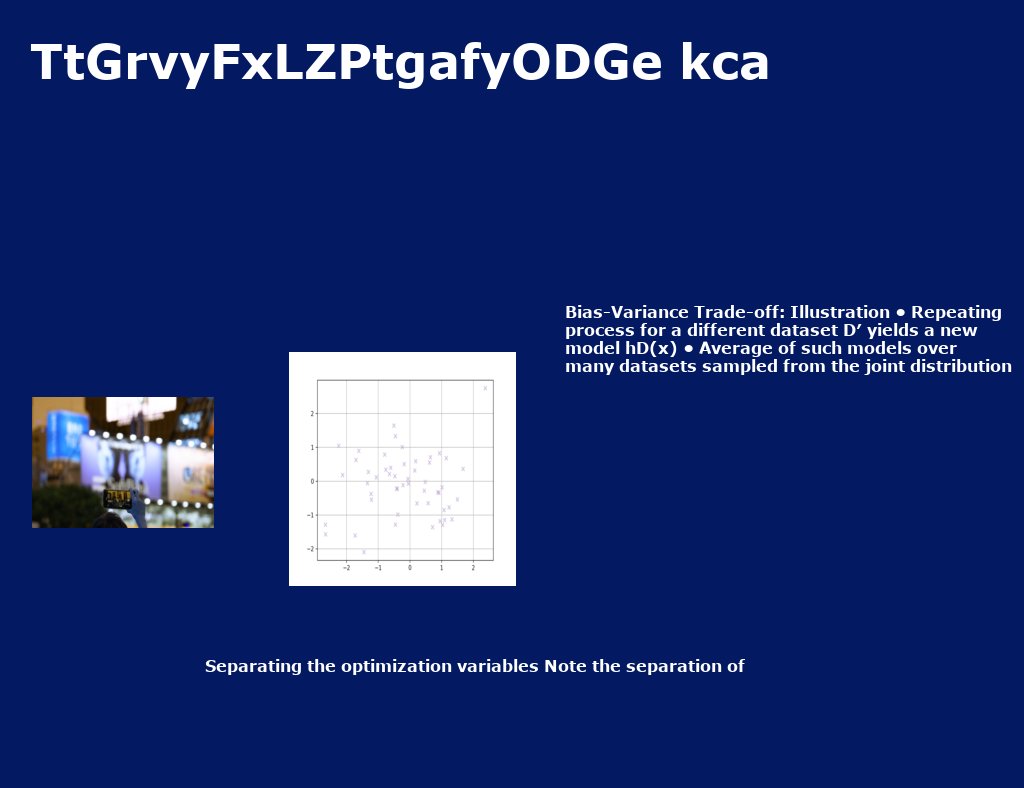 TtGrvyFxLZPtgafyODGe kca
Bias-Variance Trade-off: Illustration • Repeating
process for a different dataset D′ yields a new
model hD(x) • Average of such models over
many datasets sampled from the joint distribution
2
1
0
−1
−2
−2 −1 0 1 2
Separating the optimization variables Note the separation of